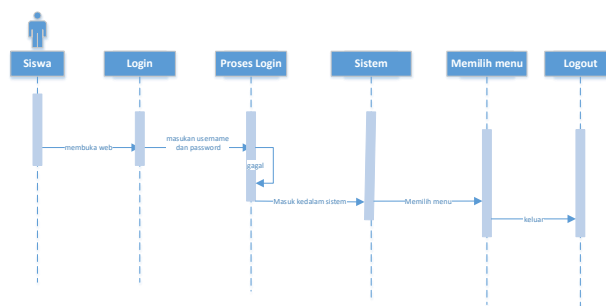 Siswa
Login
Proses Login
Sistem
Memilih menu
Logout
membuka web
masukan username
dan password
gagal
Masuk kedalam sistem
Memilih menu
keluar